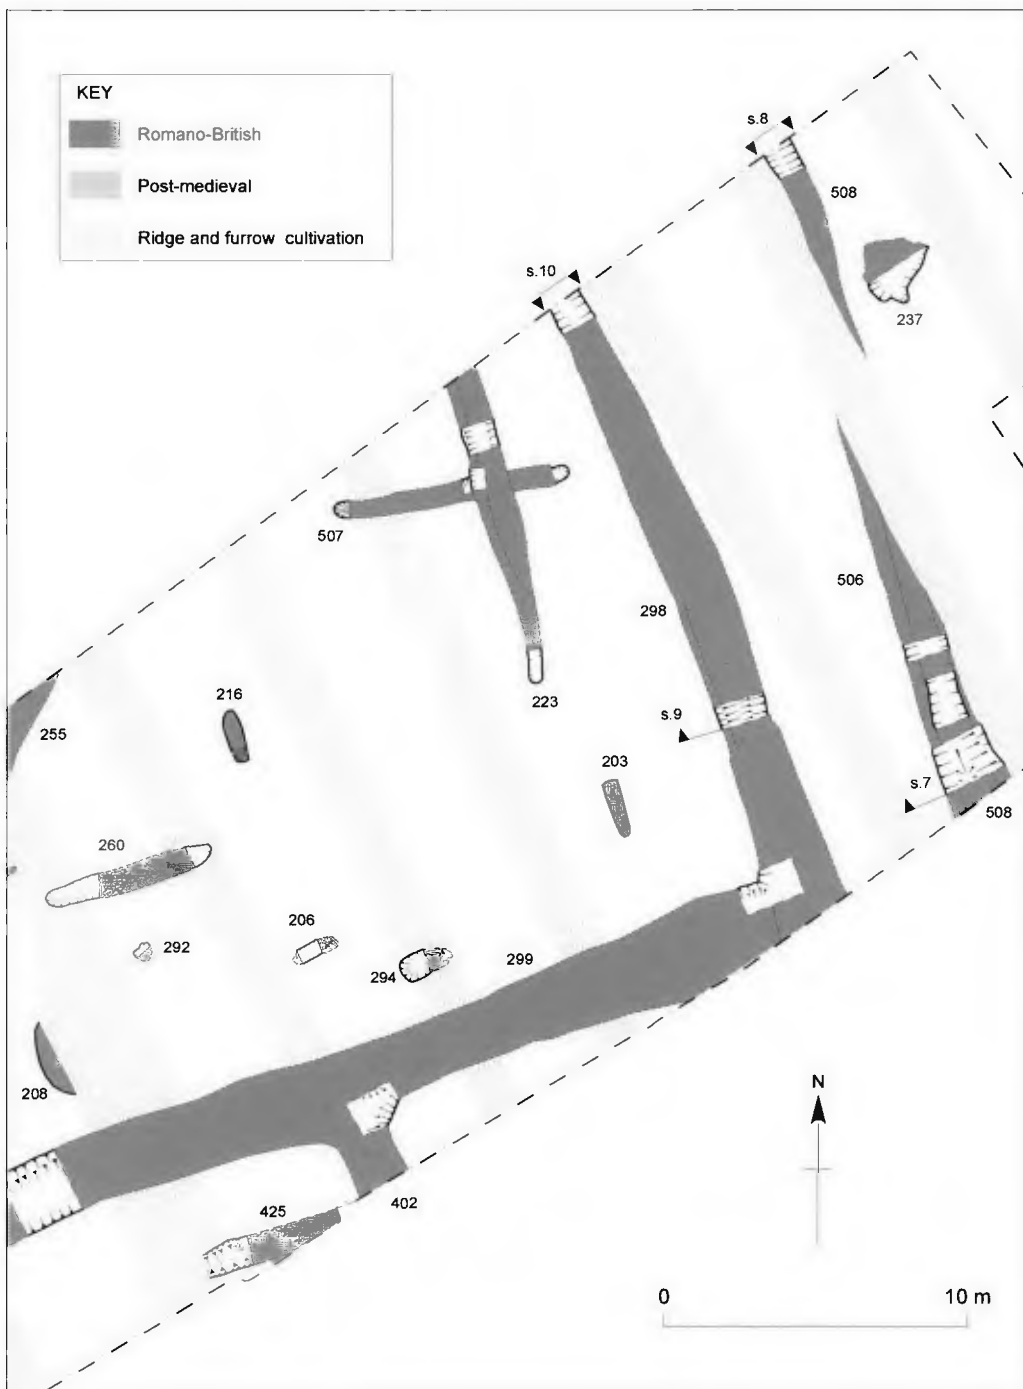 KEY
Romano-British
Post-medieval
Ridge and furrow cultivation
s.8
508
s.10
237
507
506
298
223
216
255
s.9
203
s.7
508
260
206
292
294
299
208
N
402
425
0 10 m